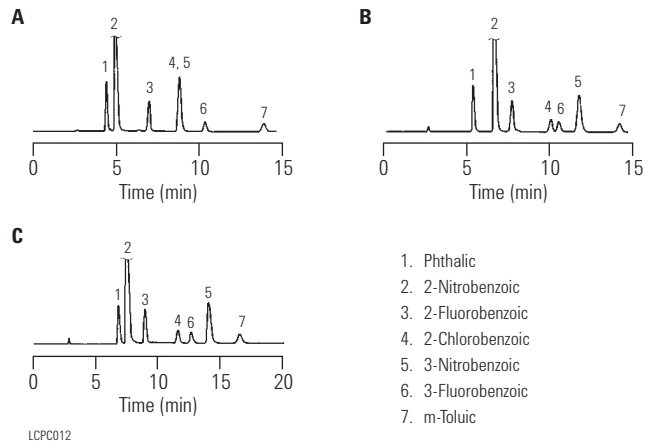 A
2
1
3
4, 5
6
7
0 5 10 15
Time (min)
B
2
1
3
4 6
5
7
0 5 10 15
Time (min)
C
2
1
3
4 6
5
7
0 5 10 15 20
Time (min)
1. Phthalic
2. 2-Nitrobenzoic
3. 2-Fluorobenzoic
4. 2-Chlorobenzoic
5. 3-Nitrobenzoic
6. 3-Fluorobenzoic
7. m-Toluic
LCPC012